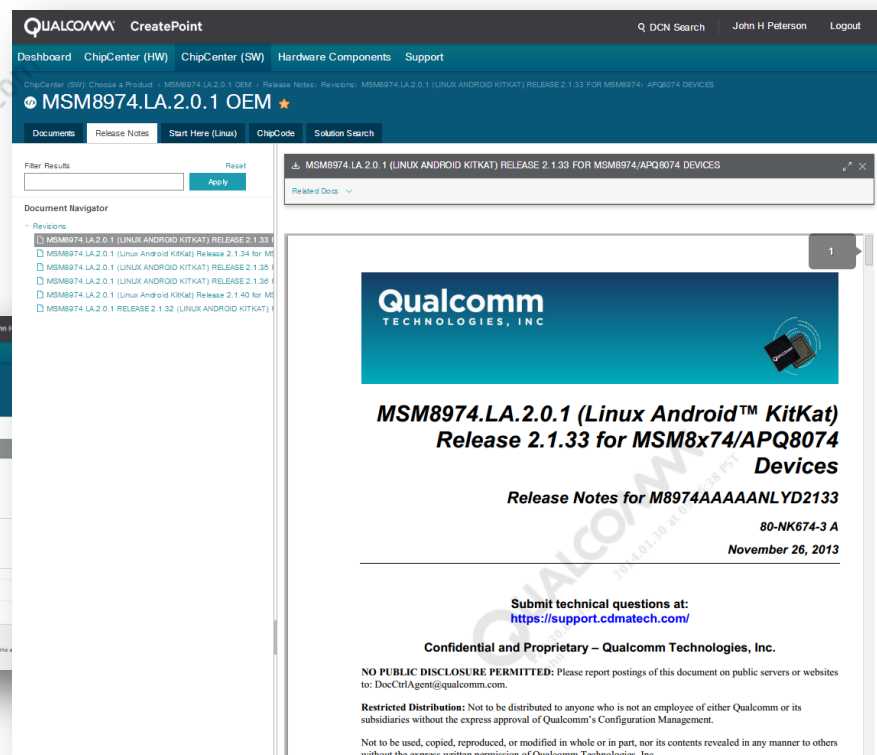 QUALCOMM CreatePoint
DCN Search John H Peterson Logout
Dashboard ChipCenter (HW) ChipCenter (SW) Hardware Components Support
ChipCenter (SW): Choose a Product › MSM8974.LA.2.0.1 OEM › Release Notes› Revisions› MSM8974.LA.2.0.1 (LINUX ANDROID KITKAT) RELEASE 2.1.33 FOR MSM8974› APQ8074 DEVICES
MSM8974.LA.2.0.1 OEM
Documents Release Notes Start Here (Linux) ChipCode Solution Search
Filter Results Reset
Apply
Document Navigator
Revisions
MSM8974.LA.2.0.1 (LINUX ANDROID KITKAT) RELEASE 2.1.33 F
MSM8974.LA.2.0.1 (Linux Android KitKat) Release 2.1.34 for MS
MSM8974.LA.2.0.1 (LINUX ANDROID KITKAT) RELEASE 2.1.35 F
MSM8974.LA.2.0.1 (LINUX ANDROID KITKAT) RELEASE 2.1.36 F
MSM8974.LA.2.0.1 (Linux Android KitKat) Release 2.1.40 for MS
MSM8974.LA.2.0.1 RELEASE 2.1.32 (LINUX ANDROID KITKAT) F
MSM8974.LA.2.0.1 (LINUX ANDROID KITKAT) RELEASE 2.1.33 FOR MSM8974/APQ8074 DEVICES
Related Docs
1
Qualcomm
TECHNOLOGIES, INC
MSM8974.LA.2.0.1 (Linux Android™ KitKat)
Release 2.1.33 for MSM8x74/APQ8074
Devices
Release Notes for M8974AAAAANLYD2133
80-NK674-3 A
November 26, 2013
QUALCOMM
Submit technical questions at:
https://support.cdmatech.com/
Confidential and Proprietary – Qualcomm Technologies, Inc.
NO PUBLIC DISCLOSURE PERMITTED: Please report postings of this document on public servers or websites
to: DocCtrlAgent@qualcomm.com.
Restricted Distribution: Not to be distributed to anyone who is not an employee of either Qualcomm or its
subsidiaries without the express approval of Qualcomm's Configuration Management.
Not to be used, copied, reproduced, or modified in whole or in part, nor its contents revealed in any manner to others
without the express written permission of Qualcomm Technologies, Inc.